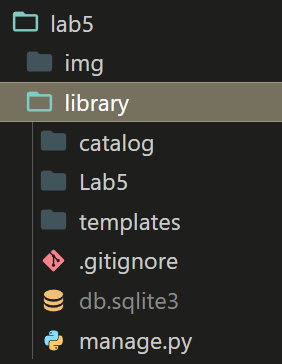 lab5
img
library
catalog
Lab5
templates
.gitignore
db.sqlite3
manage.py